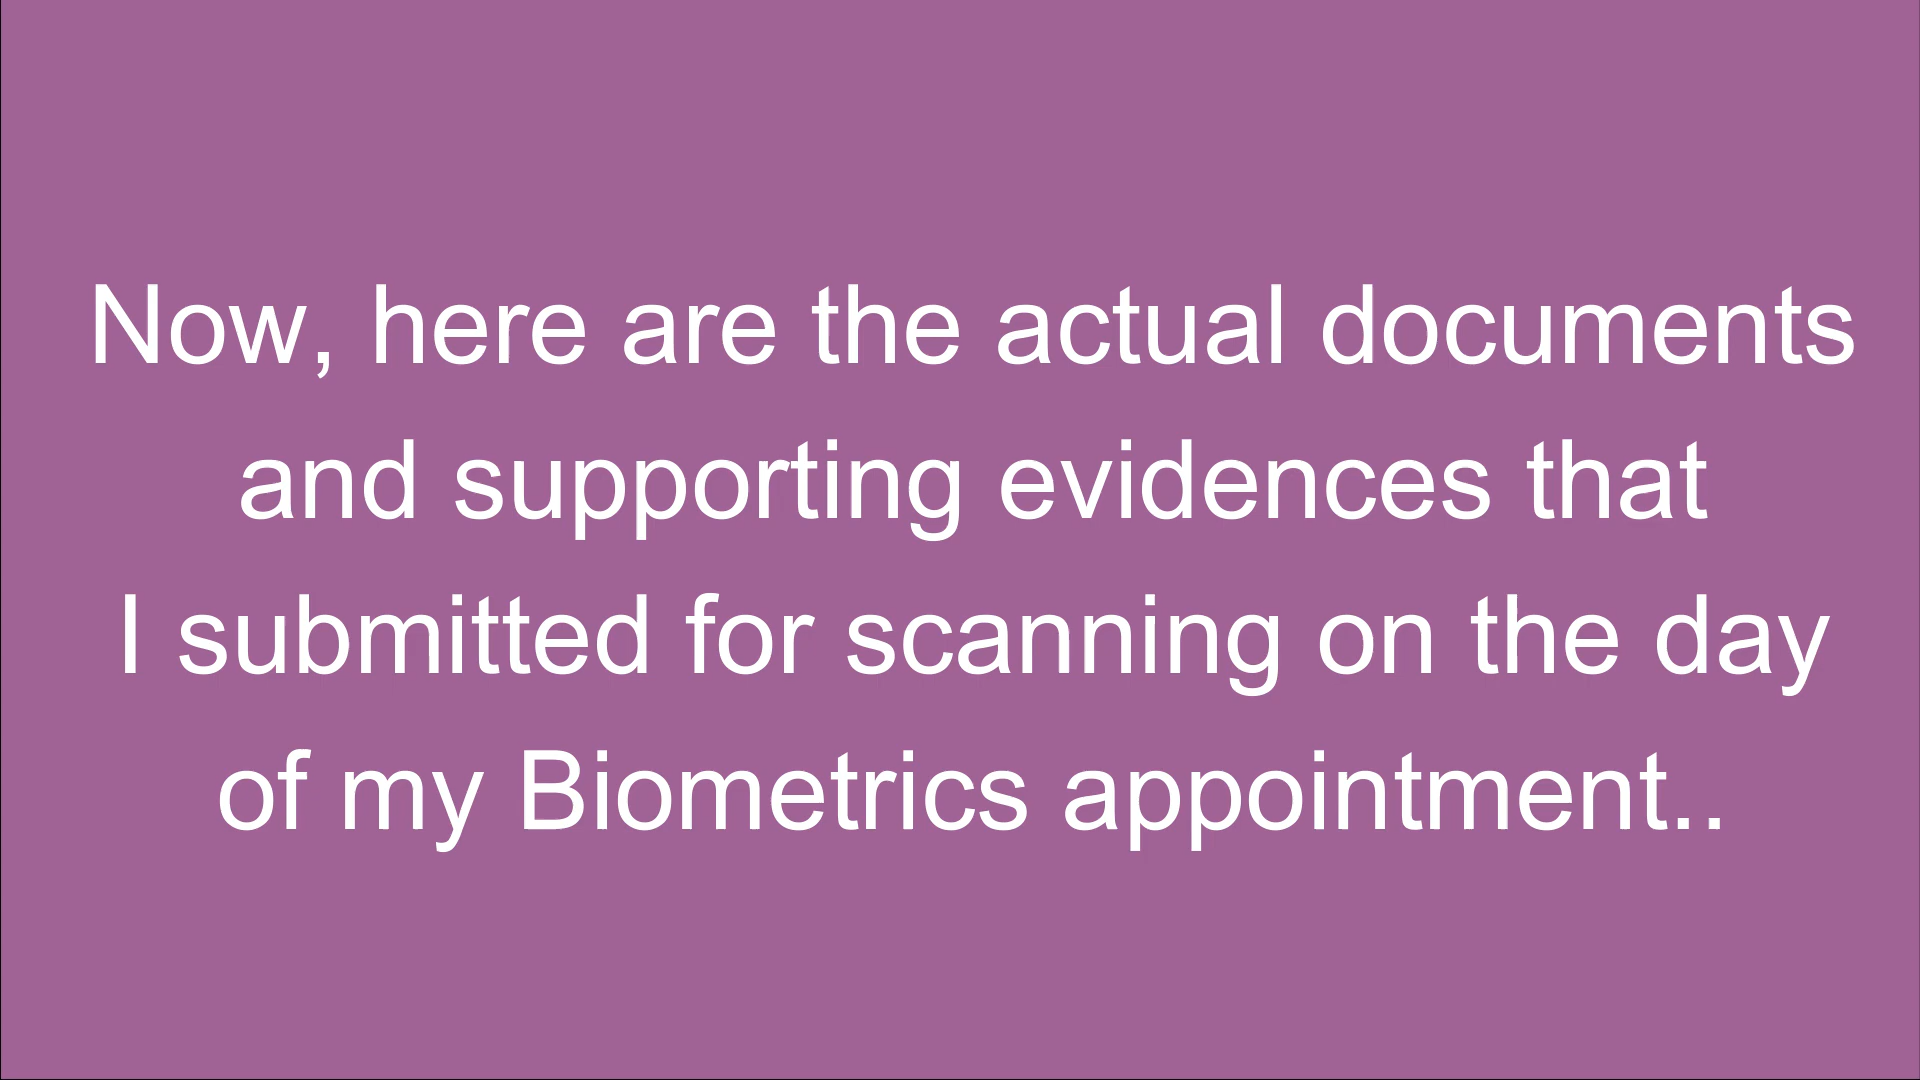 Now, here are the actual documents
and supporting evidences that
I submitted for scanning on the day
of my Biometrics appointment..